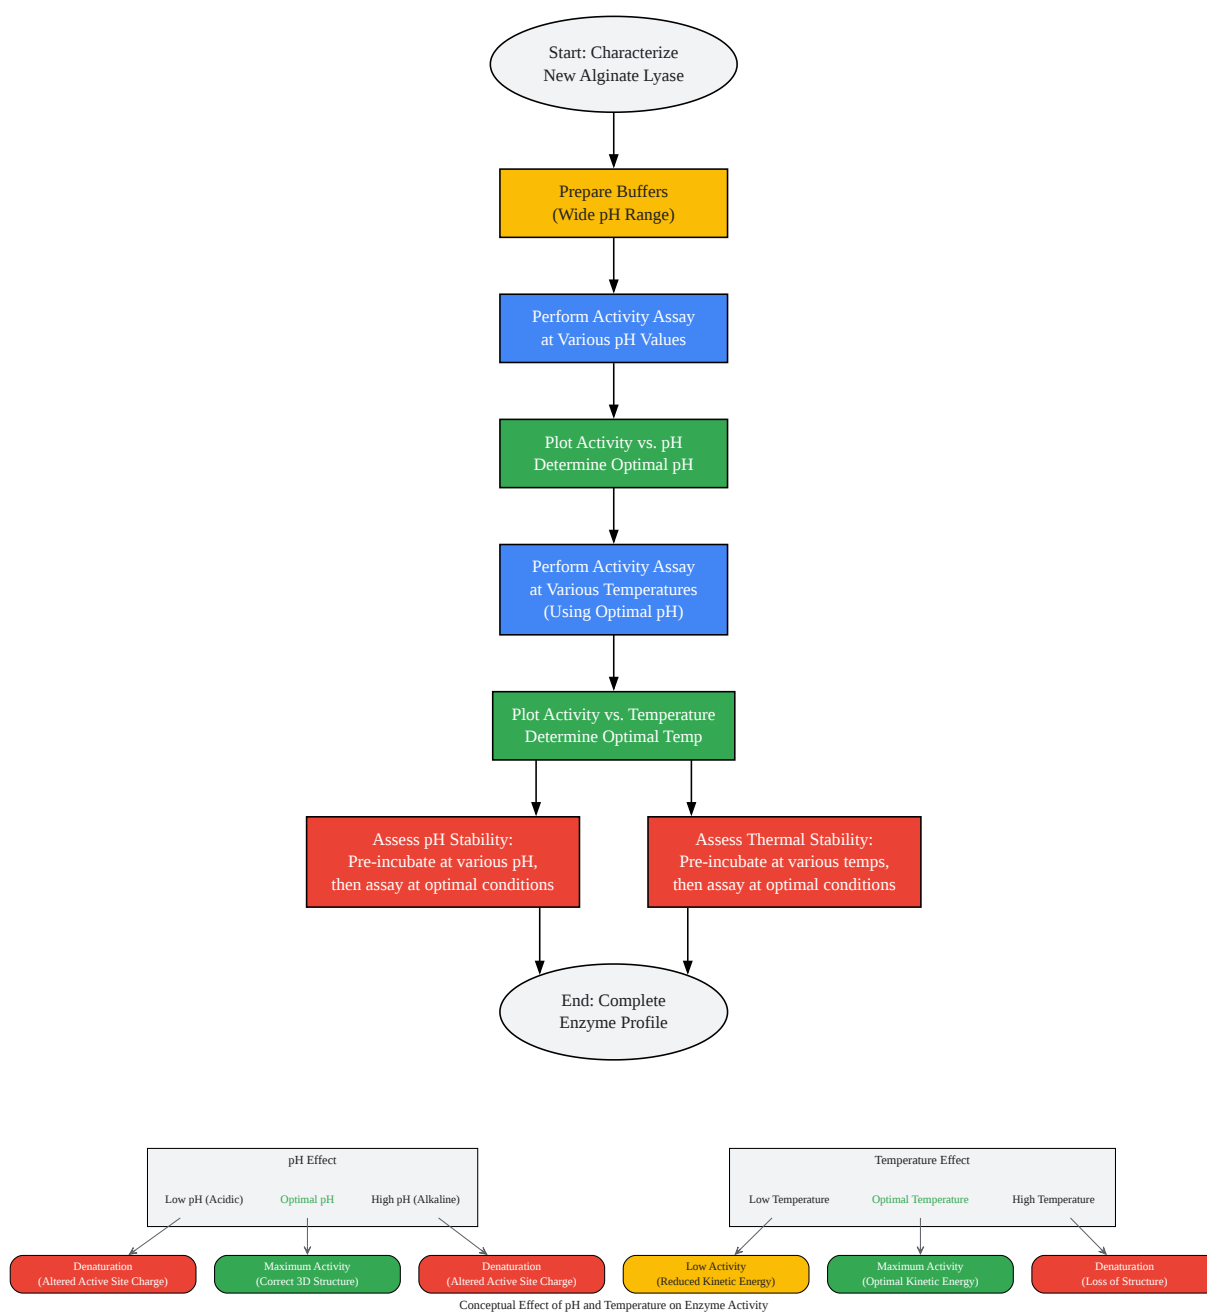 Start: Characterize
New Alginate Lyase
Prepare Buffers
(Wide pH Range)
Perform Activity Assay
at Various pH Values
Plot Activity vs. pH
Determine Optimal pH
Perform Activity Assay
at Various Temperatures
(Using Optimal pH)
Plot Activity vs. Temperature
Determine Optimal Temp
Assess pH Stability:
Pre-incubate at various pH,
then assay at optimal conditions
Assess Thermal Stability:
Pre-incubate at various temps,
then assay at optimal conditions
End: Complete
Enzyme Profile
pH Effect
Low pH (Acidic)
Optimal pH
High pH (Alkaline)
Denaturation
(Altered Active Site Charge)
Maximum Activity
(Correct 3D Structure)
Denaturation
(Altered Active Site Charge)
Temperature Effect
Low Temperature
Optimal Temperature
High Temperature
Low Activity
(Reduced Kinetic Energy)
Maximum Activity
(Optimal Kinetic Energy)
Denaturation
(Loss of Structure)
Conceptual Effect of pH and Temperature on Enzyme Activity